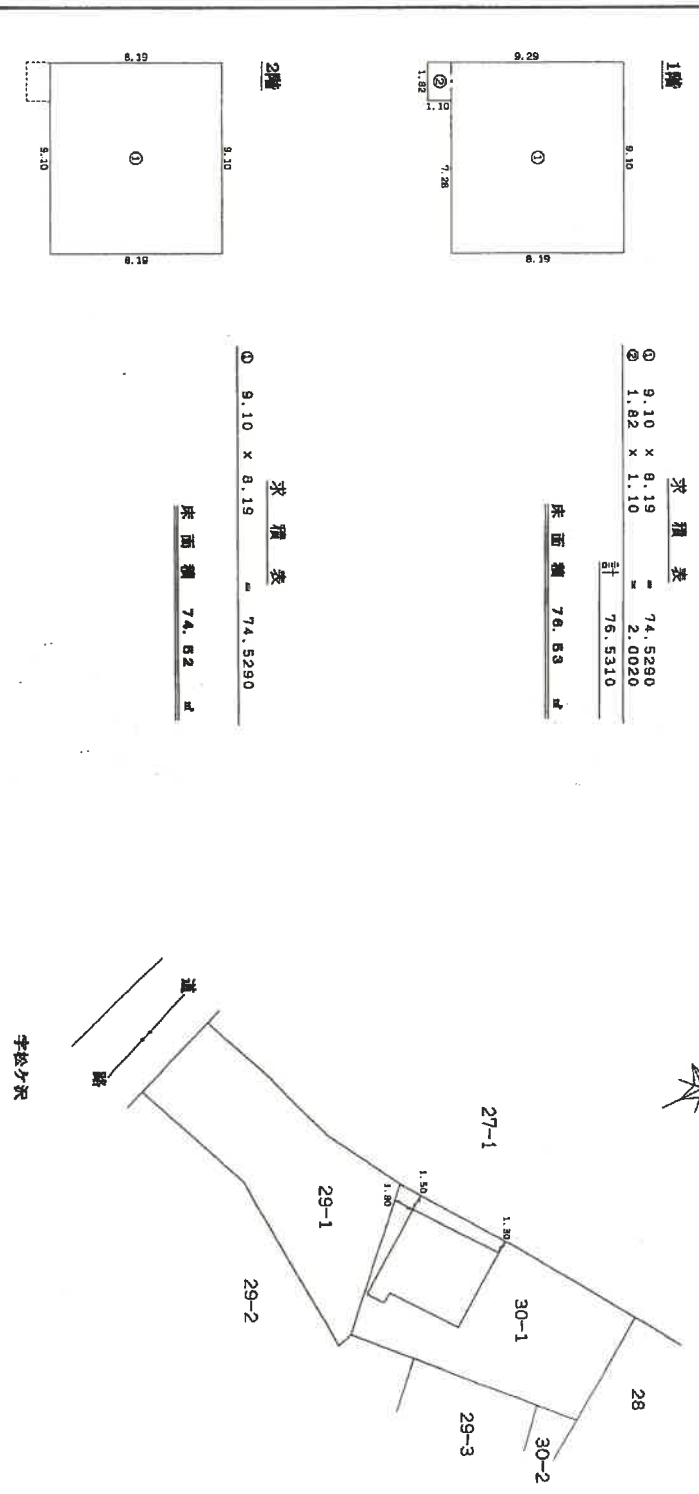 1階
9.29
9.10
①
②
1.82
1.10
7.28
8.19
求積表
① 9.10 × 8.19 = 74.5290
② 1.82 × 1.10 = 2.0020
計 76.5310
床面積 76.53 ㎡
2階
8.19
9.10
①
9.10
8.19
求積表
① 9.10 × 8.19 = 74.5290
床面積 74.52 ㎡
27-1
28
1.50
1.80
1.30
30-1
29-1
30-2
29-3
29-2
道路
字松ケ沢